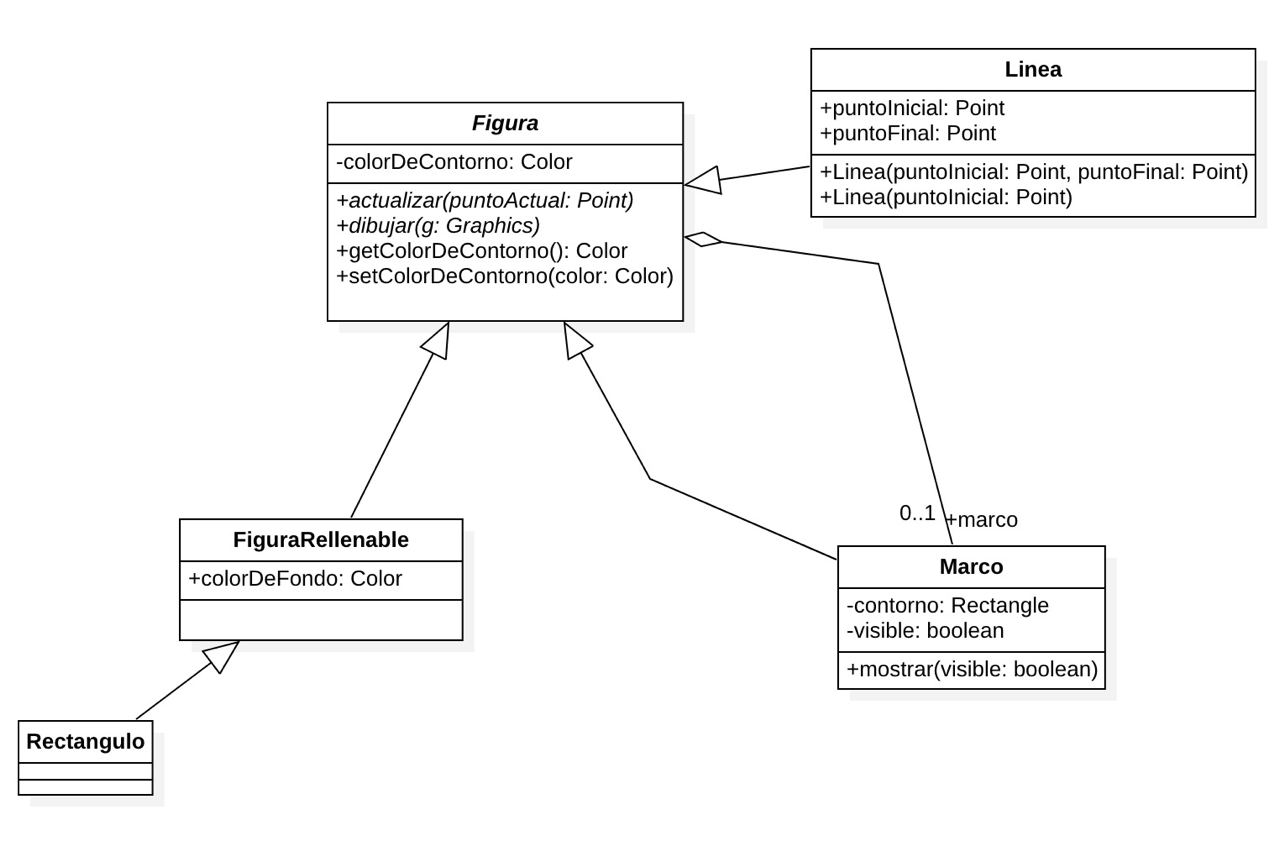 Linea
+puntoInicial: Point
+puntoFinal: Point
+Linea(puntoInicial: Point, puntoFinal: Point)
+Linea(puntoInicial: Point)
Figura
-colorDeContorno: Color
+actualizar(puntoActual: Point)
+dibujar(g: Graphics)
+getColorDeContorno(): Color
+setColorDeContorno(color: Color)
0..1
+marco
FiguraRellenable
+colorDeFondo: Color
Marco
-contorno: Rectangle
-visible: boolean
+mostrar(visible: boolean)
Rectangulo